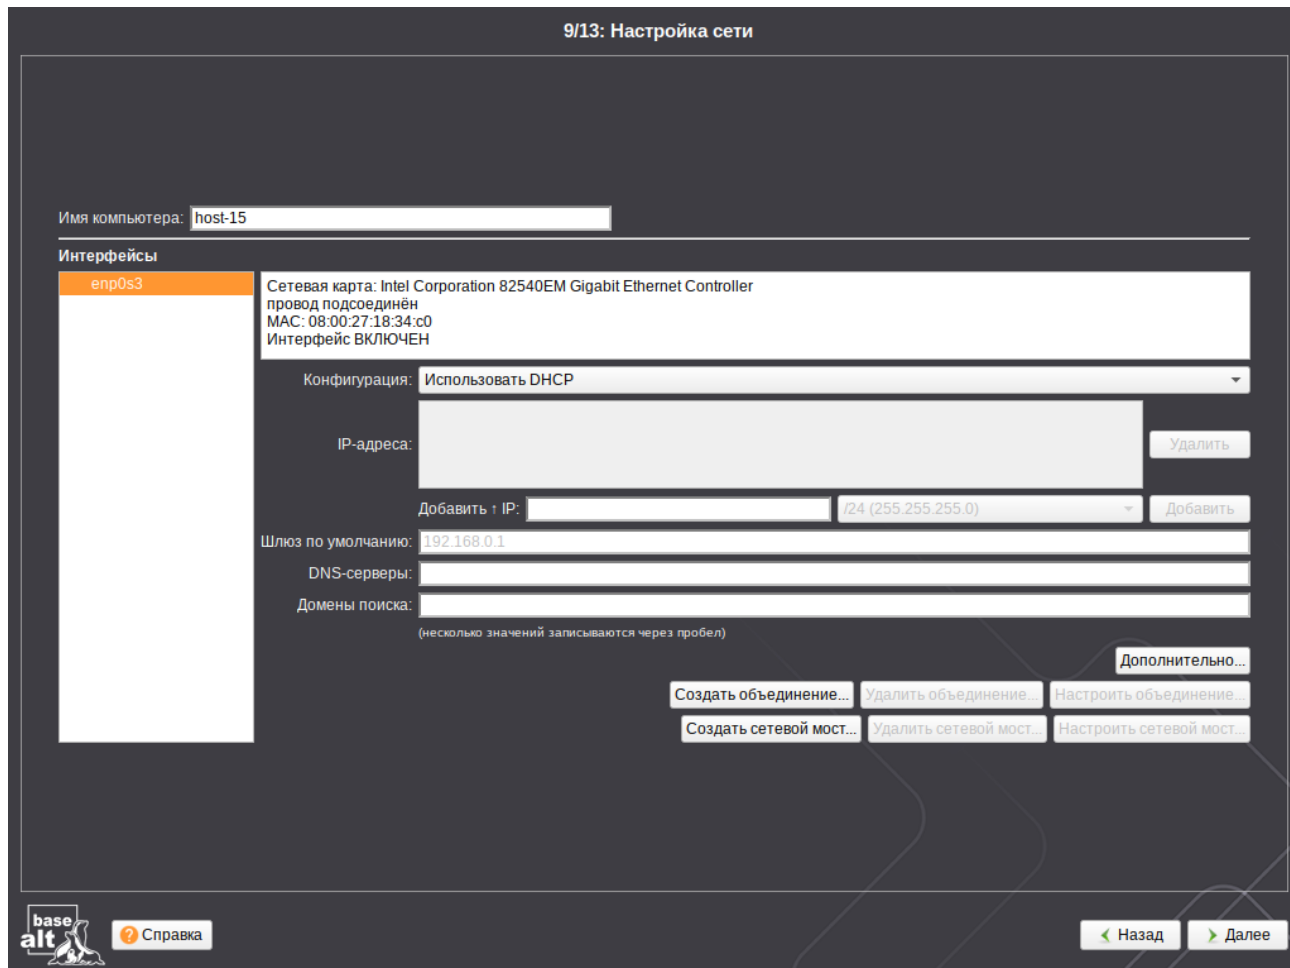 9/13: Настройка сети
Имя компьютера: host-15
Интерфейсы
enp0s3
Сетевая карта: Intel Corporation 82540EM Gigabit Ethernet Controller
провод подсоединён
MAC: 08:00:27:18:34:c0
Интерфейс ВКЛЮЧЕН
Конфигурация: Использовать DHCP
IP-адреса: Удалить
Добавить ↑ IP: /24 (255.255.255.0) Добавить
Шлюз по умолчанию: 192.168.0.1
DNS-серверы:
Домены поиска:
(несколько значений записываются через пробел)
Дополнительно...
Создать объединение... Удалить объединение... Настроить объединение...
Создать сетевой мост... Удалить сетевой мост... Настроить сетевой мост...
base
alt
Справка Назад Далее